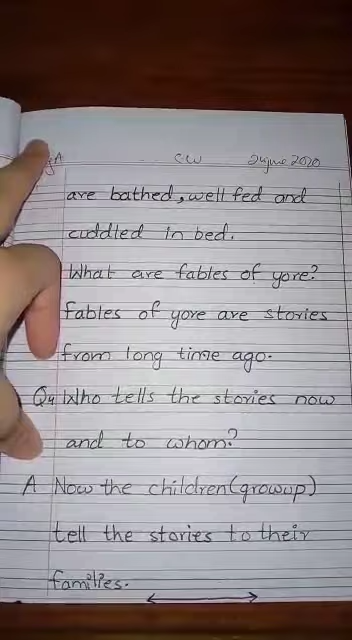 CW 24 june 2020
are bathed, well fed and
cuddled in bed.
What are fables of yore?
Fables of yore are stories
from long time ago.
Q4 Who tells the stories now
and to whom?
A Now the children(growup)
tell the stories to their
families.